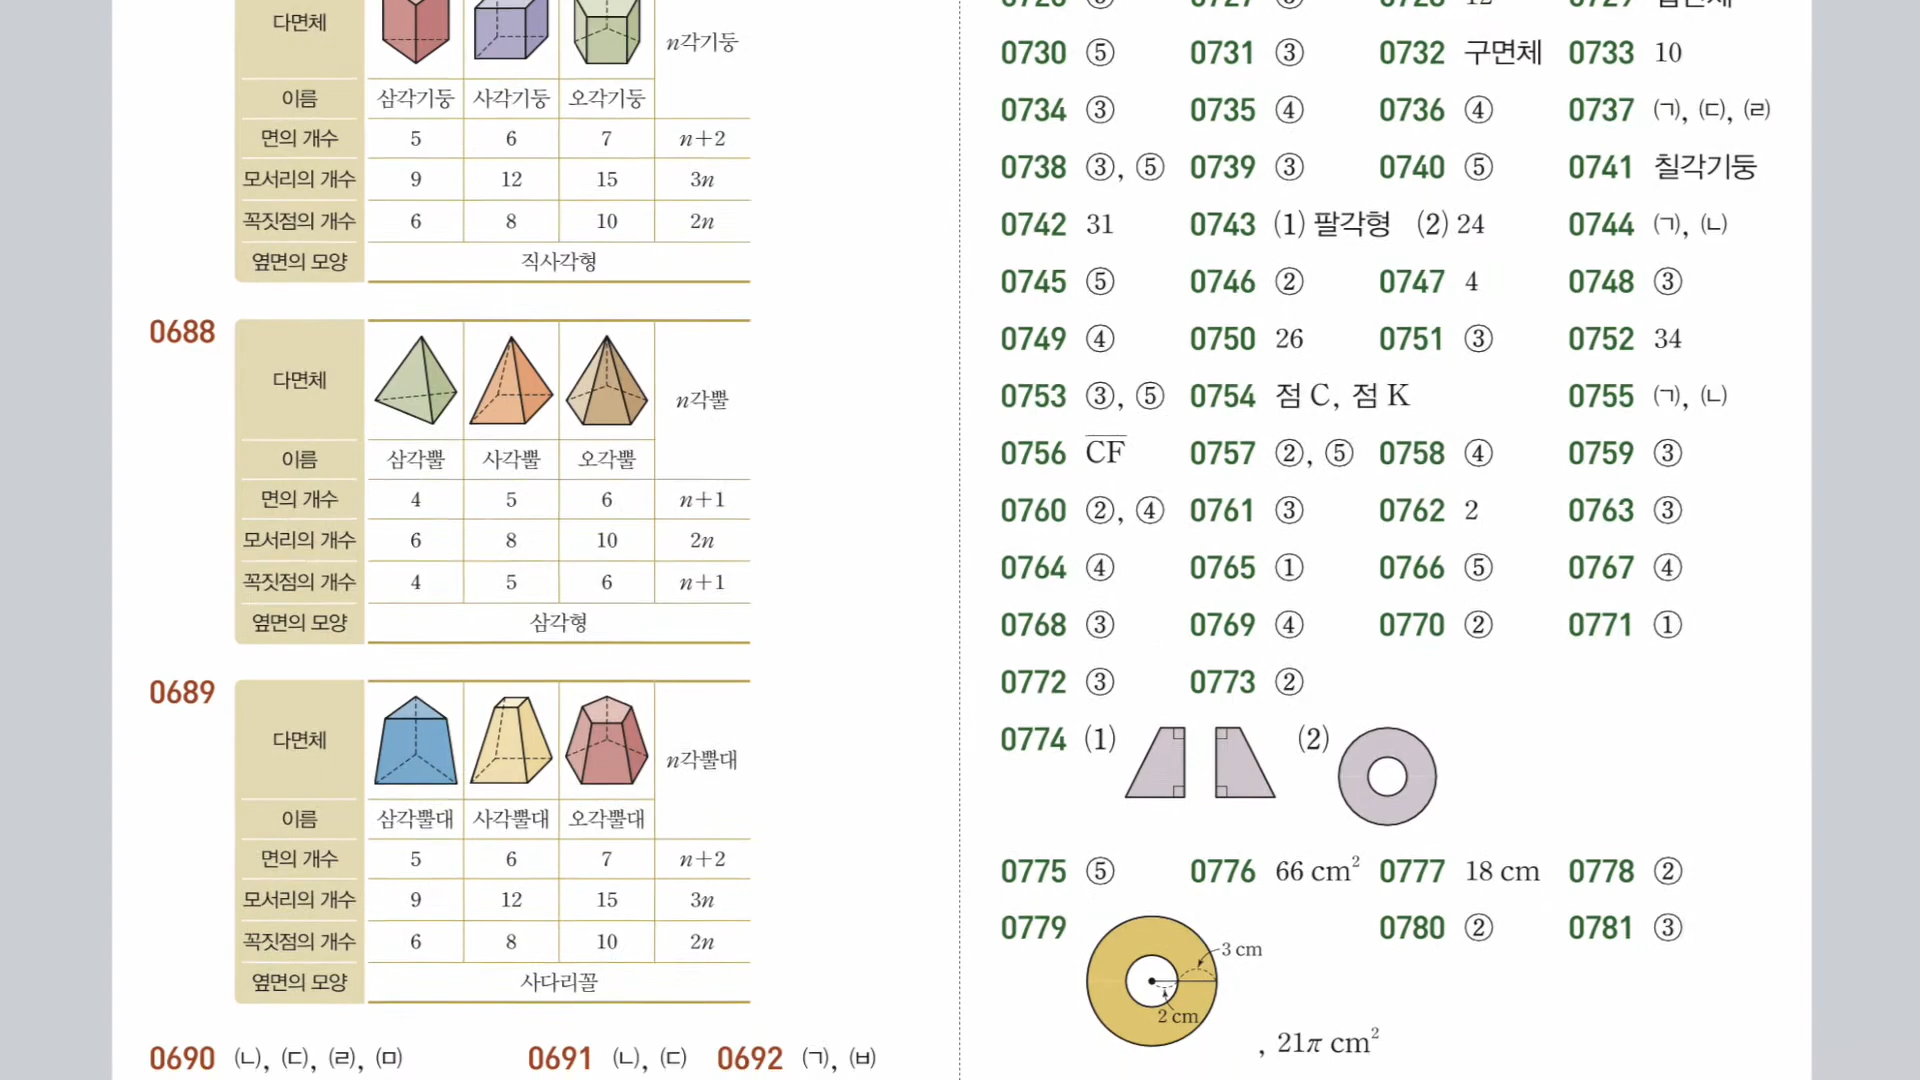 다면체
n각기둥
이름 삼각기둥 사각기둥 오각기둥
면의 개수 5 6 7 n+2
모서리의 개수 9 12 15 3n
꼭짓점의 개수 6 8 10 2n
옆면의 모양 직사각형
0688
다면체
n각뿔
이름 삼각뿔 사각뿔 오각뿔
면의 개수 4 5 6 n+1
모서리의 개수 6 8 10 2n
꼭짓점의 개수 4 5 6 n+1
옆면의 모양 삼각형
0689
다면체
n각뿔대
이름 삼각뿔대 사각뿔대 오각뿔대
면의 개수 5 6 7 n+2
모서리의 개수 9 12 15 3n
꼭짓점의 개수 6 8 10 2n
옆면의 모양 사다리꼴
0690 ㈁, ㈂, ㈃, ㈄ 0691 ㈁, ㈂ 0692 ㈀, ㈅
0730 ⑤ 0731 ③ 0732 구면체 0733 10
0734 ③ 0735 ④ 0736 ④ 0737 ㈀, ㈂, ㈃
0738 ③, ⑤ 0739 ③ 0740 ⑤ 0741 칠각기둥
0742 31 0743 (1) 팔각형 (2) 24 0744 ㈀, ㈁
0745 ⑤ 0746 ② 0747 4 0748 ③
0749 ④ 0750 26 0751 ③ 0752 34
0753 ③, ⑤ 0754 점 C, 점 K 0755 ㈀, ㈁
0756 C̅F̅ 0757 ②, ⑤ 0758 ④ 0759 ③
0760 ②, ④ 0761 ③ 0762 2 0763 ③
0764 ④ 0765 ① 0766 ⑤ 0767 ④
0768 ③ 0769 ④ 0770 ② 0771 ①
0772 ③ 0773 ②
0774 (1) (2)
0775 ⑤ 0776 66 cm² 0777 18 cm 0778 ②
0779 0780 ② 0781 ③
3 cm
2 cm
, 21π cm²